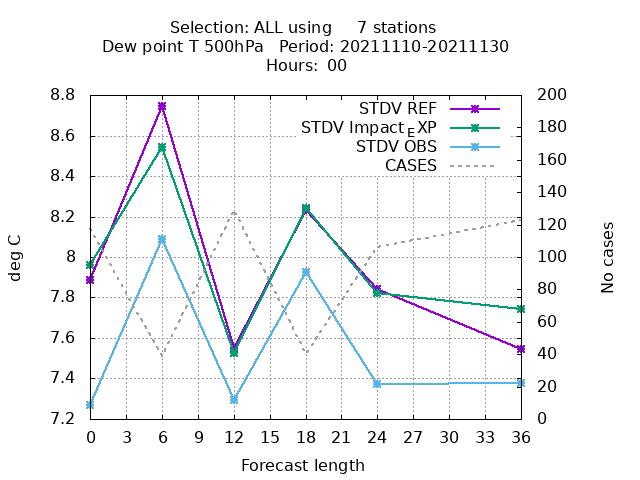 Selection: ALL using 7 stations
Dew point T 500hPa Period: 20211110-20211130
Hours: 00
STDV REF
STDV Impact_EXP
STDV OBS
CASES
8.8
8.6
8.4
8.2
8
7.8
7.6
7.4
7.2
deg C
200
180
160
140
120
100
80
60
40
20
0
No cases
0 3 6 9 12 15 18 21 24 27 30 33 36
Forecast length